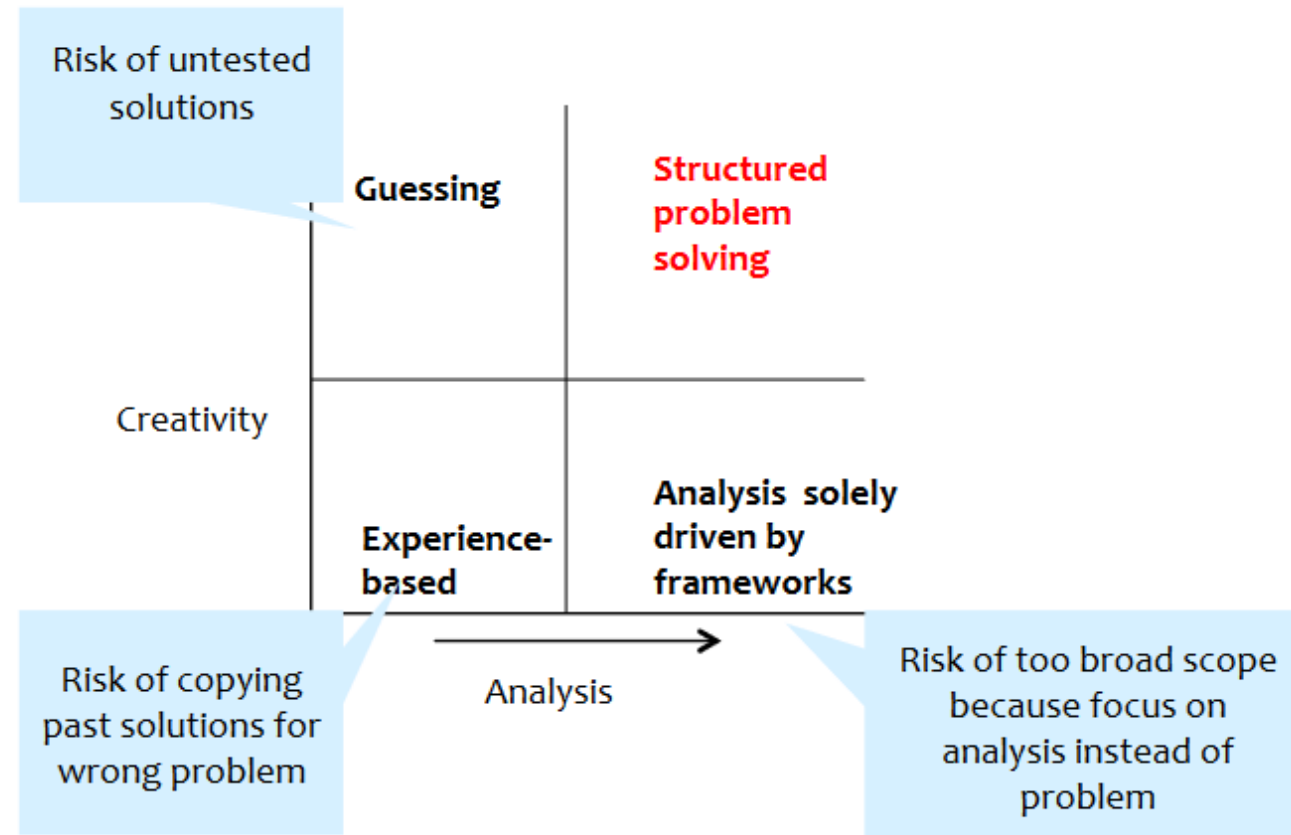 Risk of untested
solutions
Guessing
Structured
problem
solving
Creativity
Experience-
based
Analysis solely
driven by
frameworks
Risk of copying
past solutions for
wrong problem
Analysis
Risk of too broad scope
because focus on
analysis instead of
problem